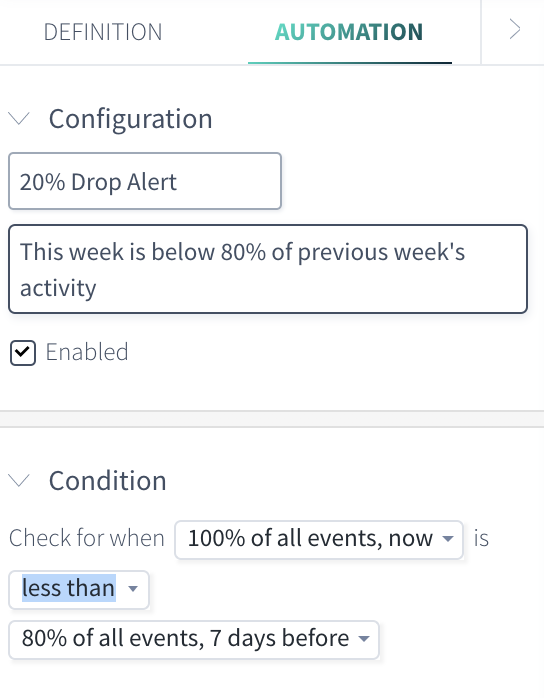 DEFINITION
AUTOMATION
Configuration
20% Drop Alert
This week is below 80% of previous week's
activity
Enabled
Condition
Check for when 100% of all events, now is
less than
80% of all events, 7 days before